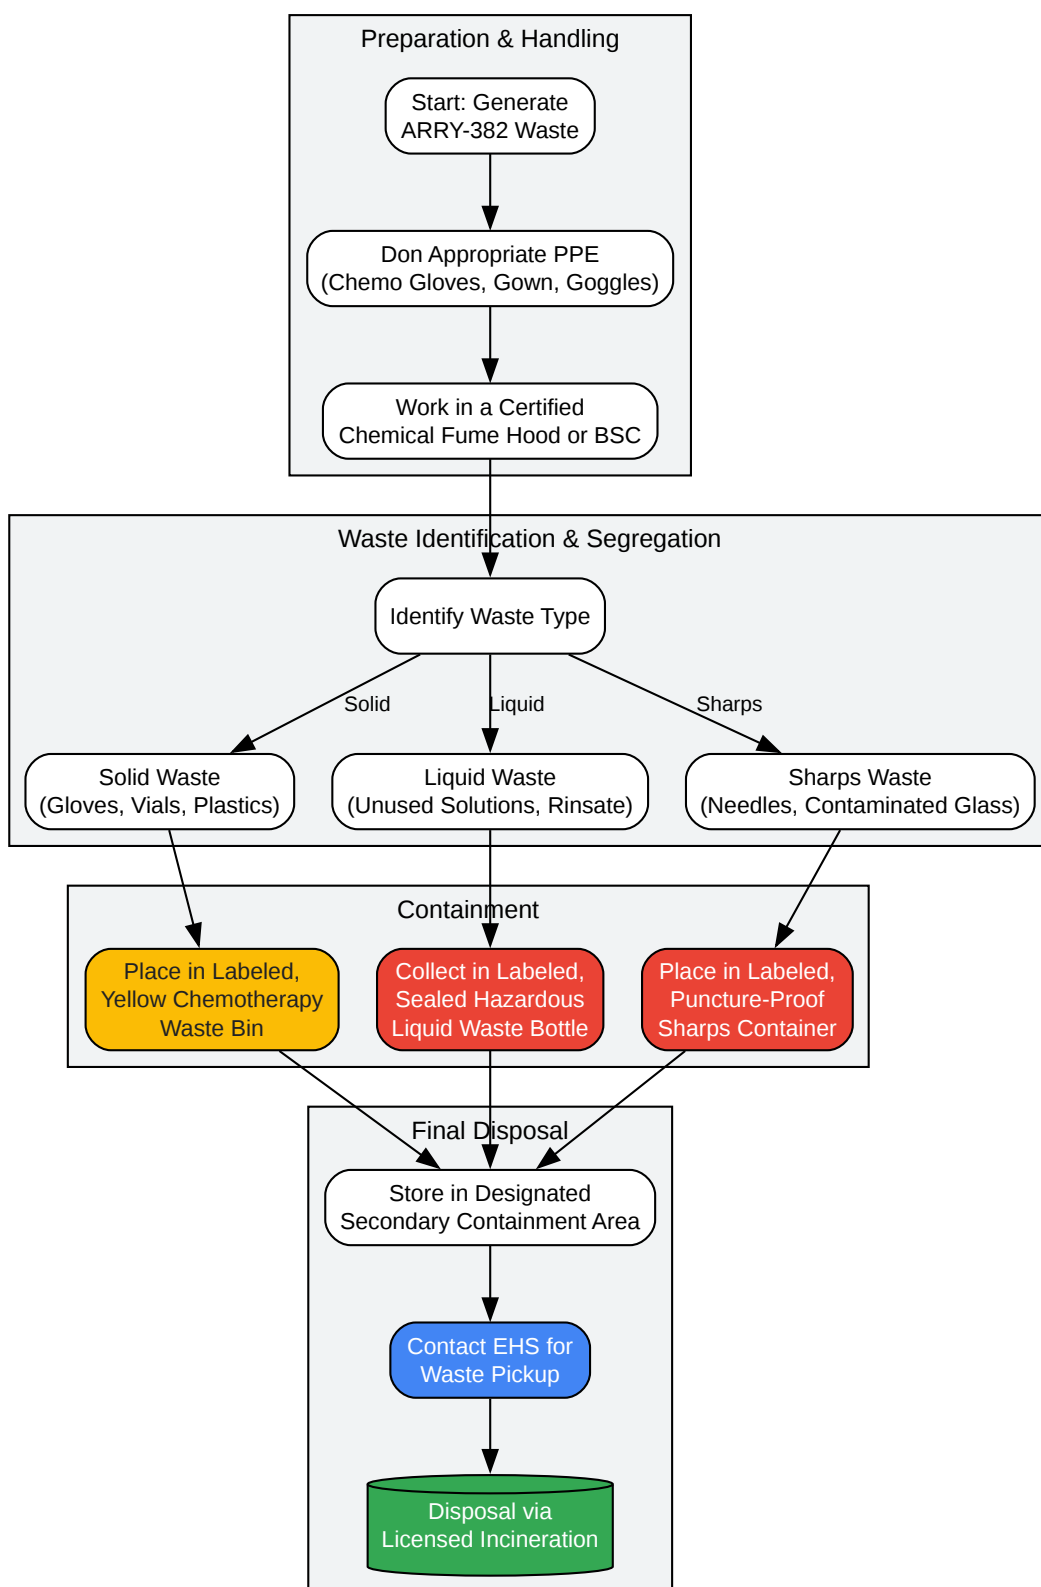 Preparation & Handling
Start: Generate
ARRY-382 Waste
Don Appropriate PPE
(Chemo Gloves, Gown, Goggles)
Work in a Certified
Chemical Fume Hood or BSC
Waste Identification & Segregation
Identify Waste Type
Solid
Liquid
Sharps
Solid Waste
(Gloves, Vials, Plastics)
Liquid Waste
(Unused Solutions, Rinsate)
Sharps Waste
(Needles, Contaminated Glass)
Containment
Place in Labeled,
Yellow Chemotherapy
Waste Bin
Collect in Labeled,
Sealed Hazardous
Liquid Waste Bottle
Place in Labeled,
Puncture-Proof
Sharps Container
Final Disposal
Store in Designated
Secondary Containment Area
Contact EHS for
Waste Pickup
Disposal via
Licensed Incineration